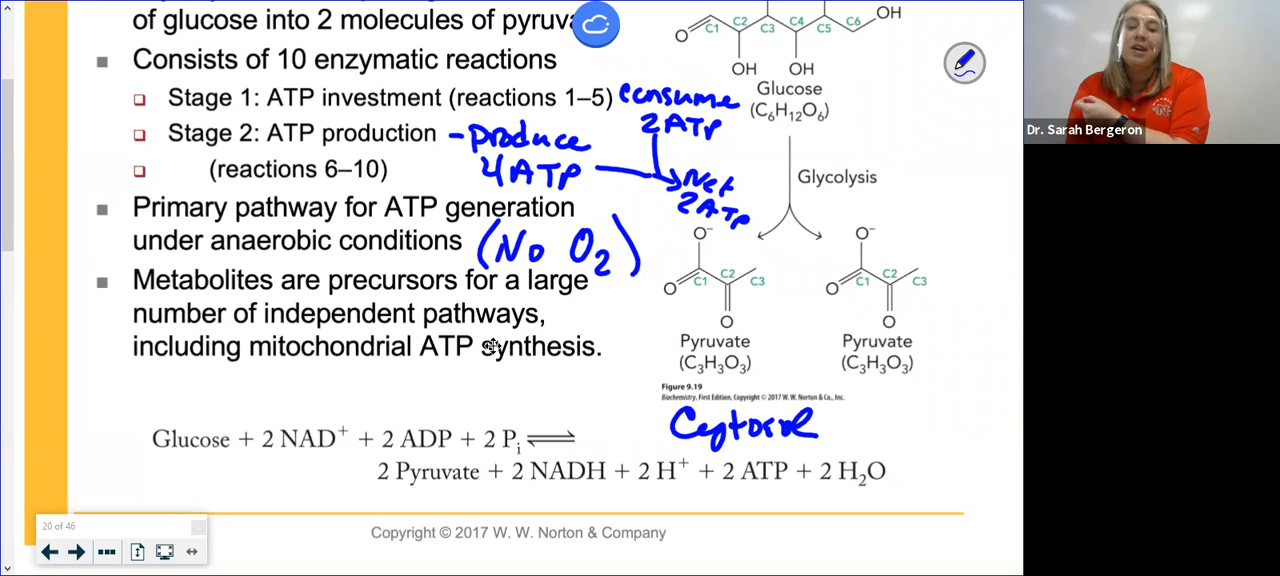 of glucose into 2 molecules of
Consists of 10 enzymatic reactions
Stage 1: ATP investment (reactions 1–5) consume
2 ATP
Stage 2: ATP production - produce
4 ATP
Net
2 ATP
(reactions 6–10)
Primary pathway for ATP generation
under anaerobic conditions (No O2)
Metabolites are precursors for a large
number of independent pathways,
including mitochondrial ATP synthesis.
Glucose + 2 NAD+ + 2 ADP + 2 Pi ⇌
2 Pyruvate + 2 NADH + 2 H+ + 2 ATP + 2 H2O
OH
O C1 C2 C3 C4 C5 C6
OH OH
Glucose
(C6H12O6)
Glycolysis
O− O−
O C1 C2 C3 O C1 C2 C3
O O
Pyruvate Pyruvate
(C3H3O3) (C3H3O3)
Figure 9.19
Biochemistry, First Edition, Copyright © 2017 W. W. Norton & Co., Inc.
Cytosol
20 of 46
Copyright © 2017 W. W. Norton & Company
Dr. Sarah Bergeron